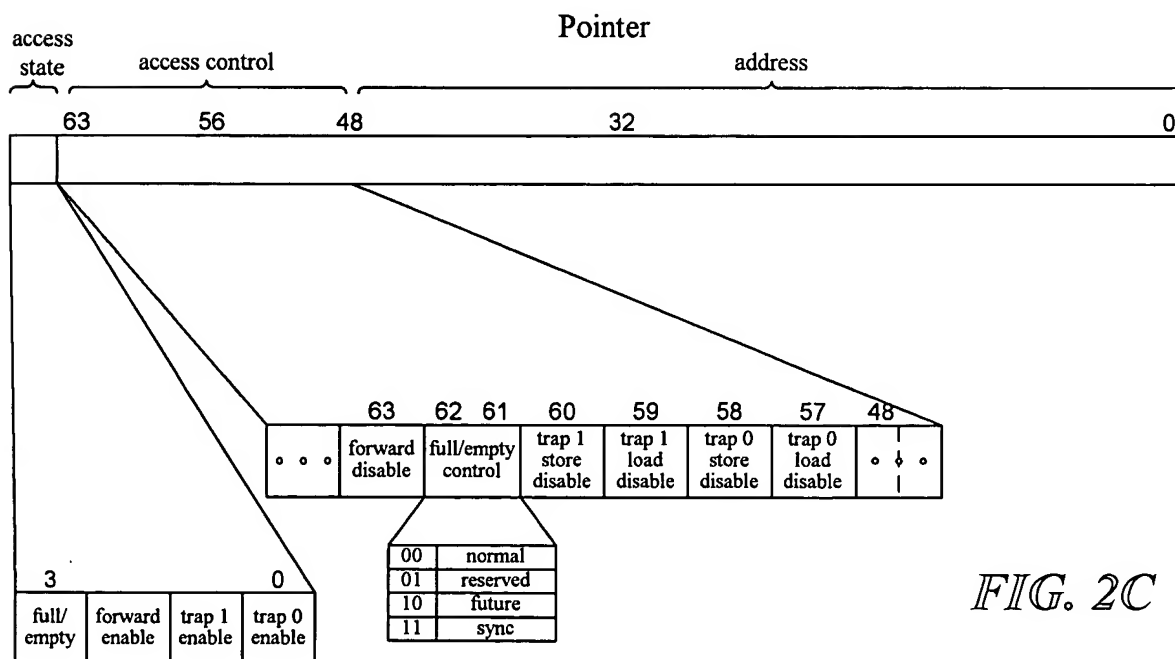 Pointer
access
state
access control
address
63 56 48 32 0
63 62 61 60 59 58 57 48
forward
disable
full/empty
control
trap 1
store
disable
trap 1
load
disable
trap 0
store
disable
trap 0
load
disable
00 normal
01 reserved
10 future
11 sync
3 0
full/
empty
forward
enable
trap 1
enable
trap 0
enable
FIG. 2C